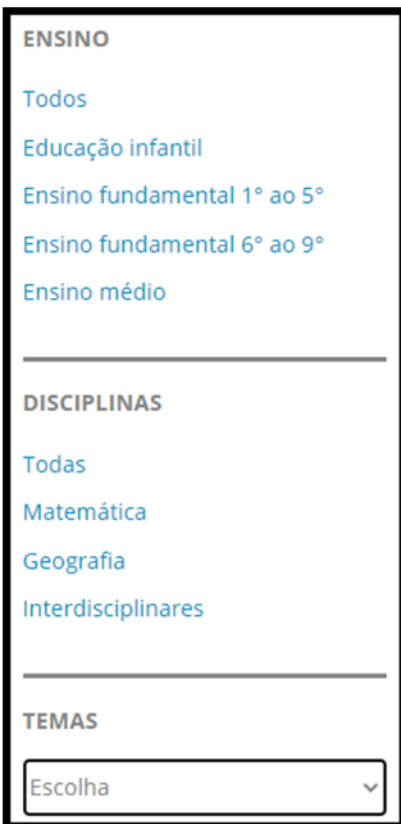 ENSINO
Todos
Educação infantil
Ensino fundamental 1° ao 5°
Ensino fundamental 6° ao 9°
Ensino médio
DISCIPLINAS
Todas
Matemática
Geografia
Interdisciplinares
TEMAS
Escolha